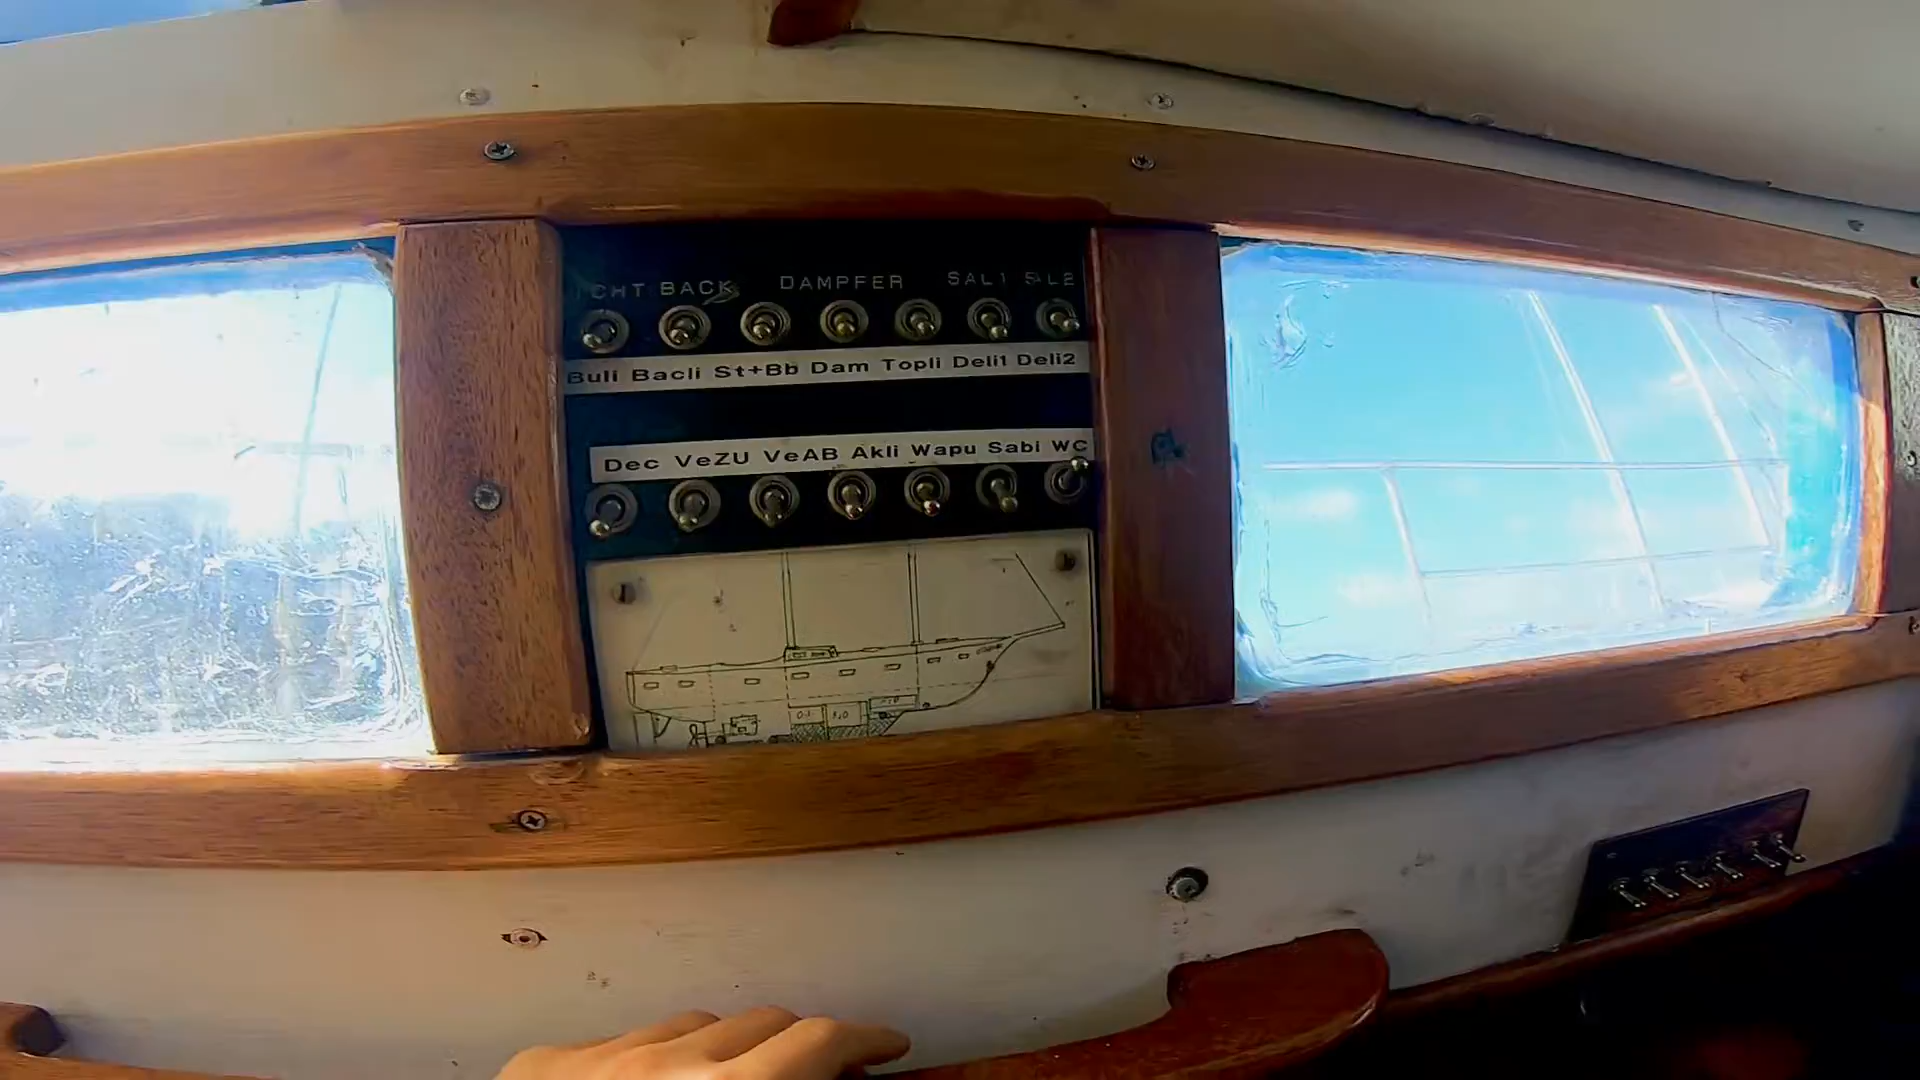 BACK DAMPFER SAL1
Buli Bacli St+Bb Dam Topli Deli1 Deli2
Dec VeZU VeAB Akli Wapu Sabi WC